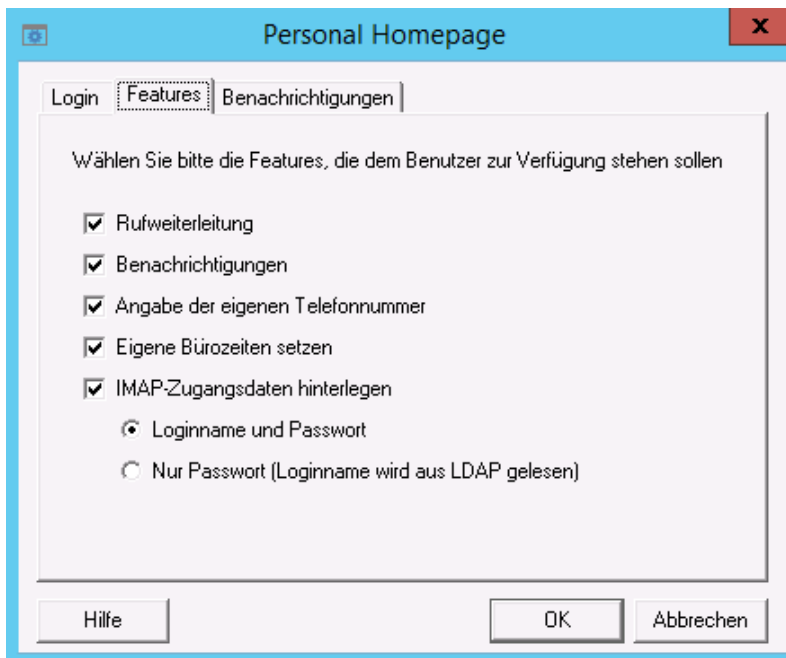 Personal Homepage
x
Login Features Benachrichtigungen
Wählen Sie bitte die Features, die dem Benutzer zur Verfügung stehen sollen
Rufweiterleitung
Benachrichtigungen
Angabe der eigenen Telefonnummer
Eigene Bürozeiten setzen
IMAP-Zugangsdaten hinterlegen
Loginname und Passwort
Nur Passwort (Loginname wird aus LDAP gelesen)
Hilfe OK Abbrechen